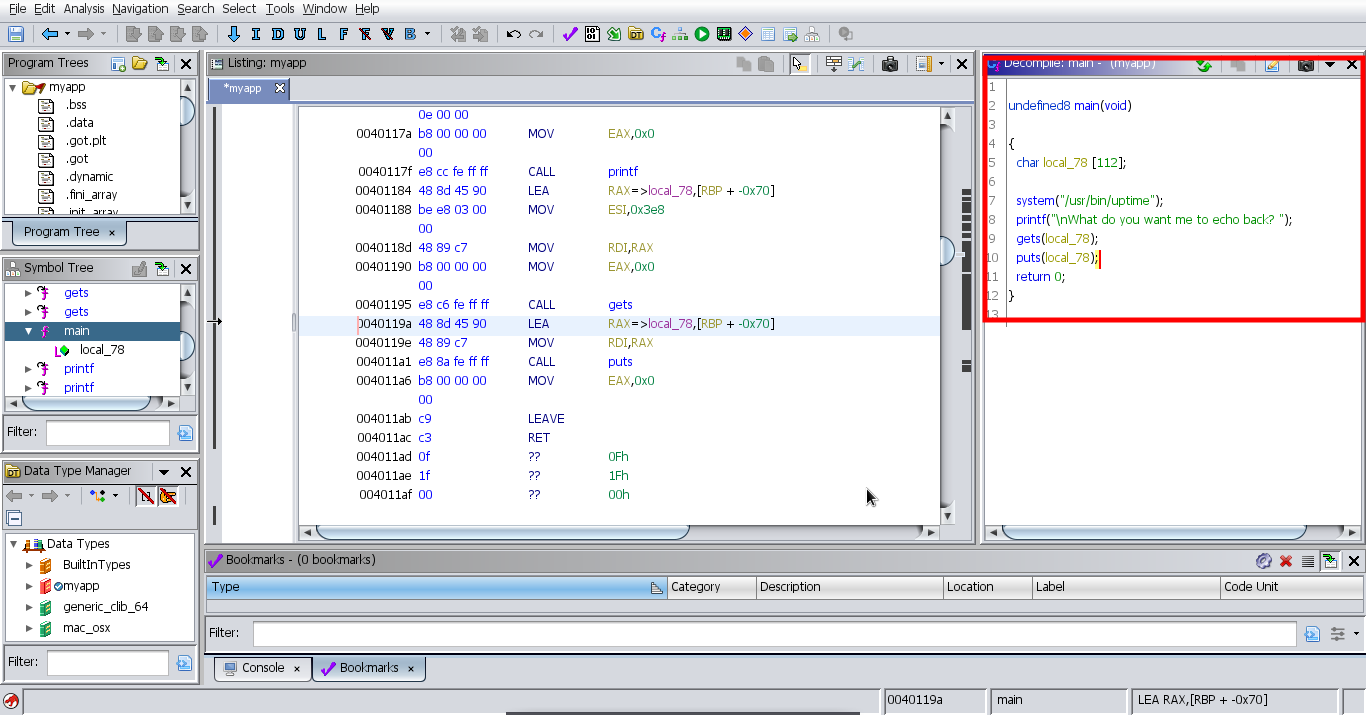 File Edit Analysis Navigation Search Select Tools Window Help
I D U L F R V B
Program Trees
myapp
.bss
.data
.got.plt
.got
.dynamic
.fini_array
.init_array
Program Tree ×
Symbol Tree
gets
gets
main
local_78
printf
printf
Filter:
Data Type Manager
Data Types
BuiltInTypes
myapp
generic_clib_64
mac_osx
Filter:
Listing: myapp
*myapp
0e 00 00
0040117a b8 00 00 00 MOV EAX,0x0
00
0040117f e8 cc fe ff ff CALL printf
00401184 48 8d 45 90 LEA RAX=>local_78,[RBP + -0x70]
00401188 be e8 03 00 MOV ESI,0x3e8
00
0040118d 48 89 c7 MOV RDI,RAX
00401190 b8 00 00 00 MOV EAX,0x0
00
00401195 e8 c6 fe ff ff CALL gets
0040119a 48 8d 45 90 LEA RAX=>local_78,[RBP + -0x70]
0040119e 48 89 c7 MOV RDI,RAX
004011a1 e8 8a fe ff ff CALL puts
004011a6 b8 00 00 00 MOV EAX,0x0
00
004011ab c9 LEAVE
004011ac c3 RET
004011ad 0f ?? 0Fh
004011ae 1f ?? 1Fh
004011af 00 ?? 00h
Decompile: main - (myapp)
1
2 undefined8 main(void)
3
4 {
5 char local_78 [112];
6
7 system("/usr/bin/uptime");
8 printf("\nWhat do you want me to echo back? ");
9 gets(local_78);
10 puts(local_78);
11 return 0;
12 }
13
Bookmarks - (0 bookmarks)
Type Category Description Location Label Code Unit
Filter:
Console × Bookmarks ×
0040119a main LEA RAX,[RBP + -0x70]